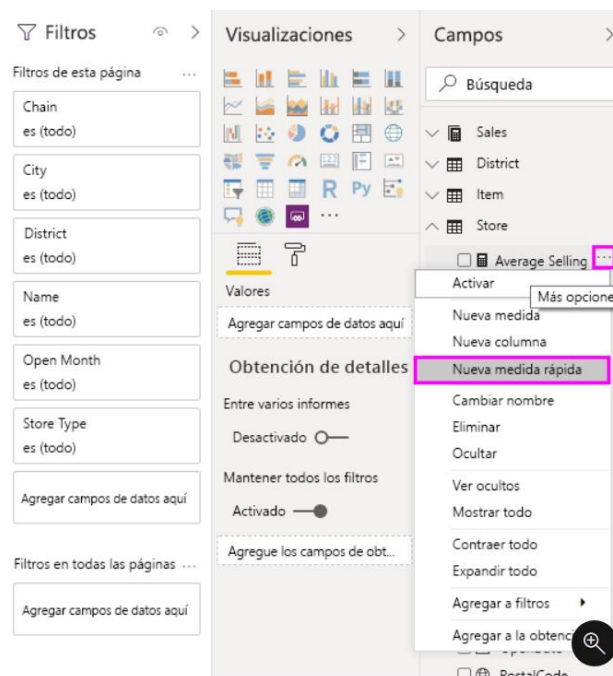 Filtros
Filtros de esta página ...
Chain
es (todo)
City
es (todo)
District
es (todo)
Name
es (todo)
Open Month
es (todo)
Store Type
es (todo)
Agregar campos de datos aquí
Filtros en todas las páginas ...
Agregar campos de datos aquí
Visualizaciones
123
R Py
...
Valores
Agregar campos de datos aquí
Obtención de detalles
Entre varios informes
Desactivado
Mantener todos los filtros
Activado
Agregue los campos de obt...
Campos
Búsqueda
Sales
District
Item
Store
Average Selling ...
Activar
Más opcione
Nueva medida
Nueva columna
Nueva medida rápida
Cambiar nombre
Eliminar
Ocultar
Ver ocultos
Mostrar todo
Contraer todo
Expandir todo
Agregar a filtros
Agregar a la obtenci
PostalCode